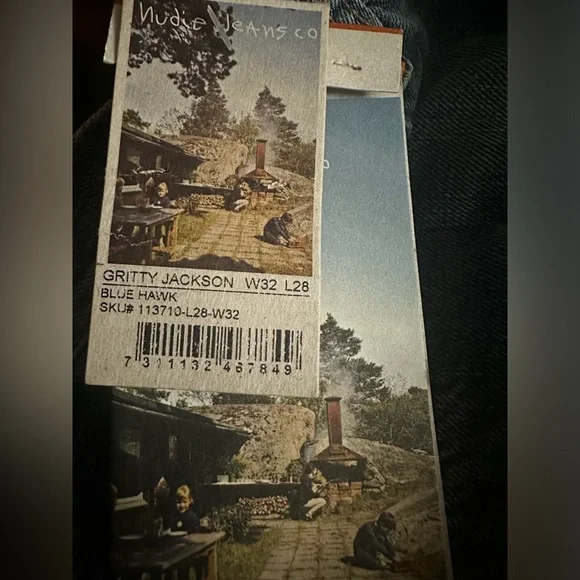 nudie Jeans co
GRITTY JACKSON W32 L28
BLUE HAWK
SKU# 113710-L28-W32
7 311132 467849